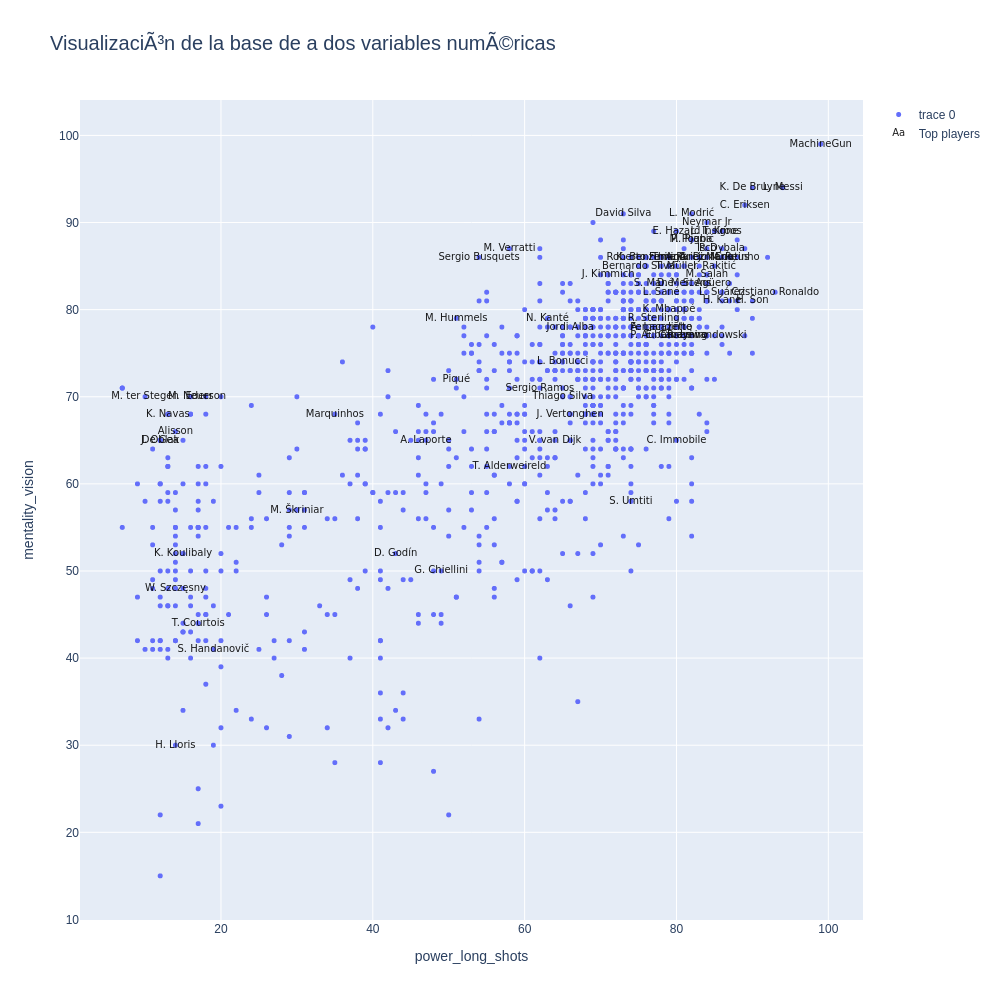 VisualizaciÃ³n de la base de a dos variables numÃ©ricas
trace 0
Aa Top players
100
MachineGun
K. De Bruyne L. Messi
C. Eriksen
David Silva L. Modrić
90
Neymar Jr
E. Hazard T. Kroos
M. Verratti
Dybala
Sergio Busquets
J. Kimmich Bernardo Silva T. Müller I. Rakitić
M. Salah
Agüero
L. Sané L. Suárez Cristiano Ronaldo
H. Kane H. Son
80
K. Mbappé
M. Hummels N. Kanté R. Sterling
Jordi Alba
L. Bonucci
Piqué
Sergio Ramos
70
M. ter Stegen M. Neuer Ederson Thiago Silva
K. Navas Marquinhos J. Vertonghen
Alisson
A. Laporte V. van Dijk C. Immobile
T. Alderweireld
60
S. Umtiti
M. Škriniar
K. Koulibaly D. Godín
50
G. Chiellini
W. Szczęsny
T. Courtois
S. Handanovič
40
30
H. Lloris
20
10
20 40 60 80 100
mentality_vision
power_long_shots